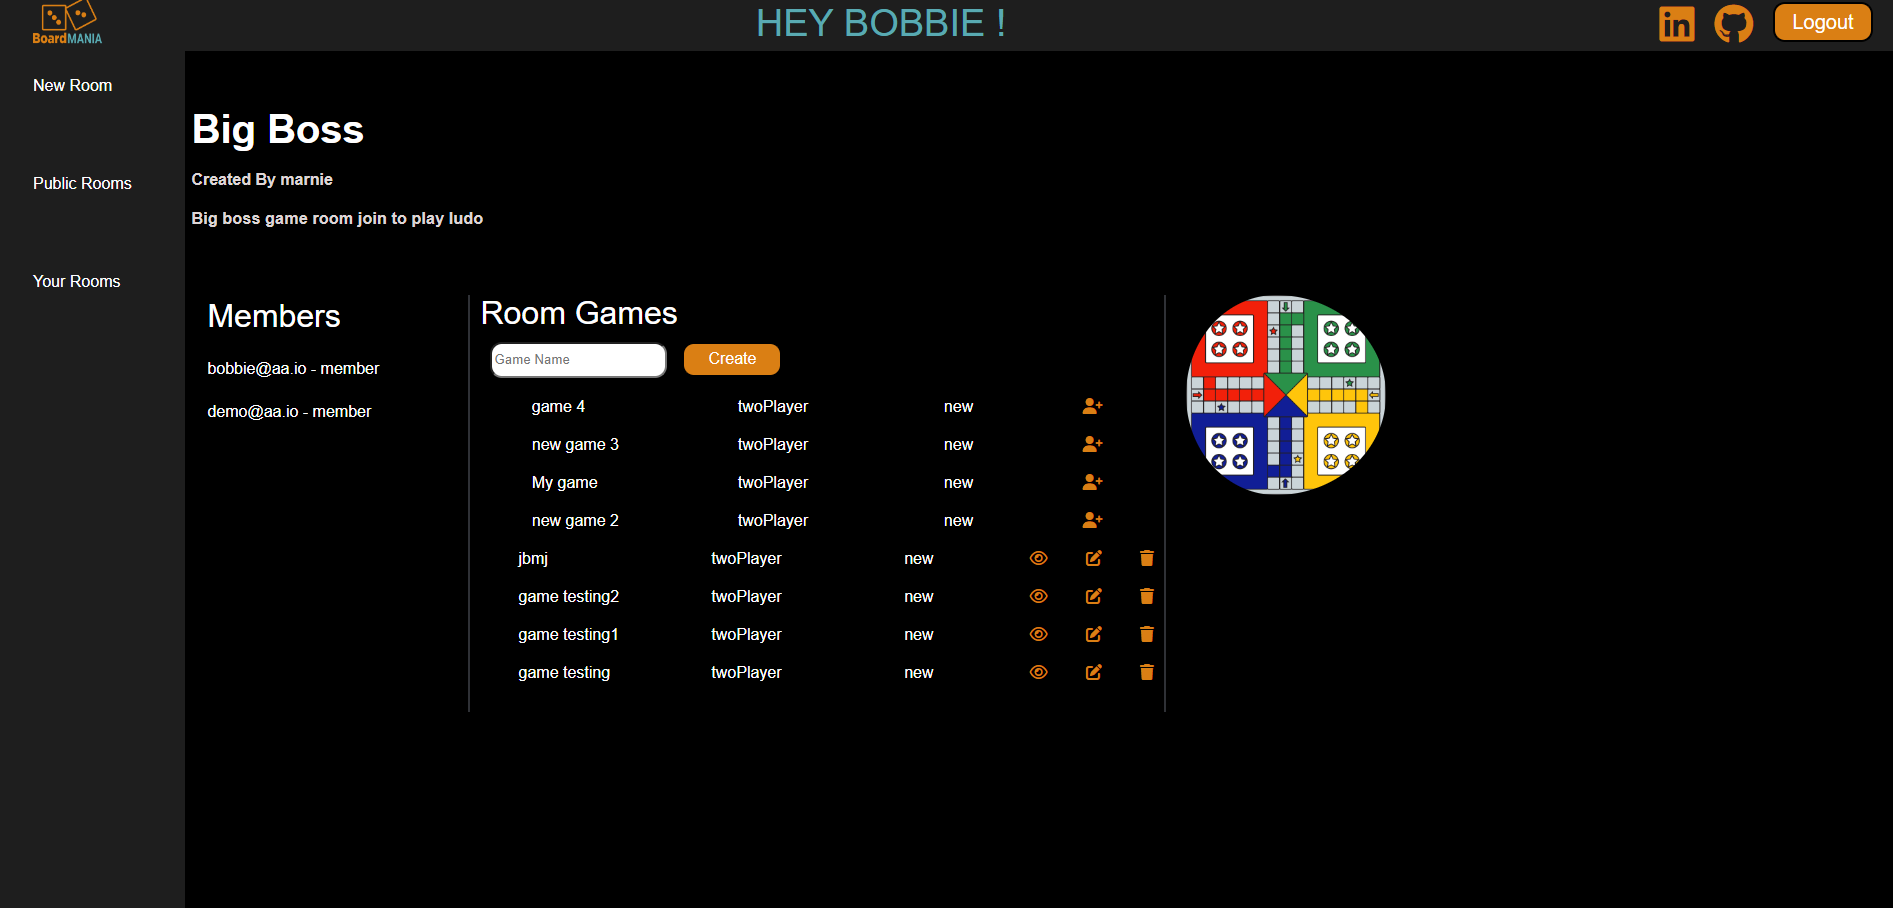 BoardMANIA
HEY BOBBIE !
in
Logout
New Room
Public Rooms
Your Rooms
Big Boss
Created By marnie
Big boss game room join to play ludo
Members
bobbie@aa.io - member
demo@aa.io - member
Room Games
Game Name
Create
game 4 twoPlayer new
new game 3 twoPlayer new
My game twoPlayer new
new game 2 twoPlayer new
jbmj twoPlayer new
game testing2 twoPlayer new
game testing1 twoPlayer new
game testing twoPlayer new